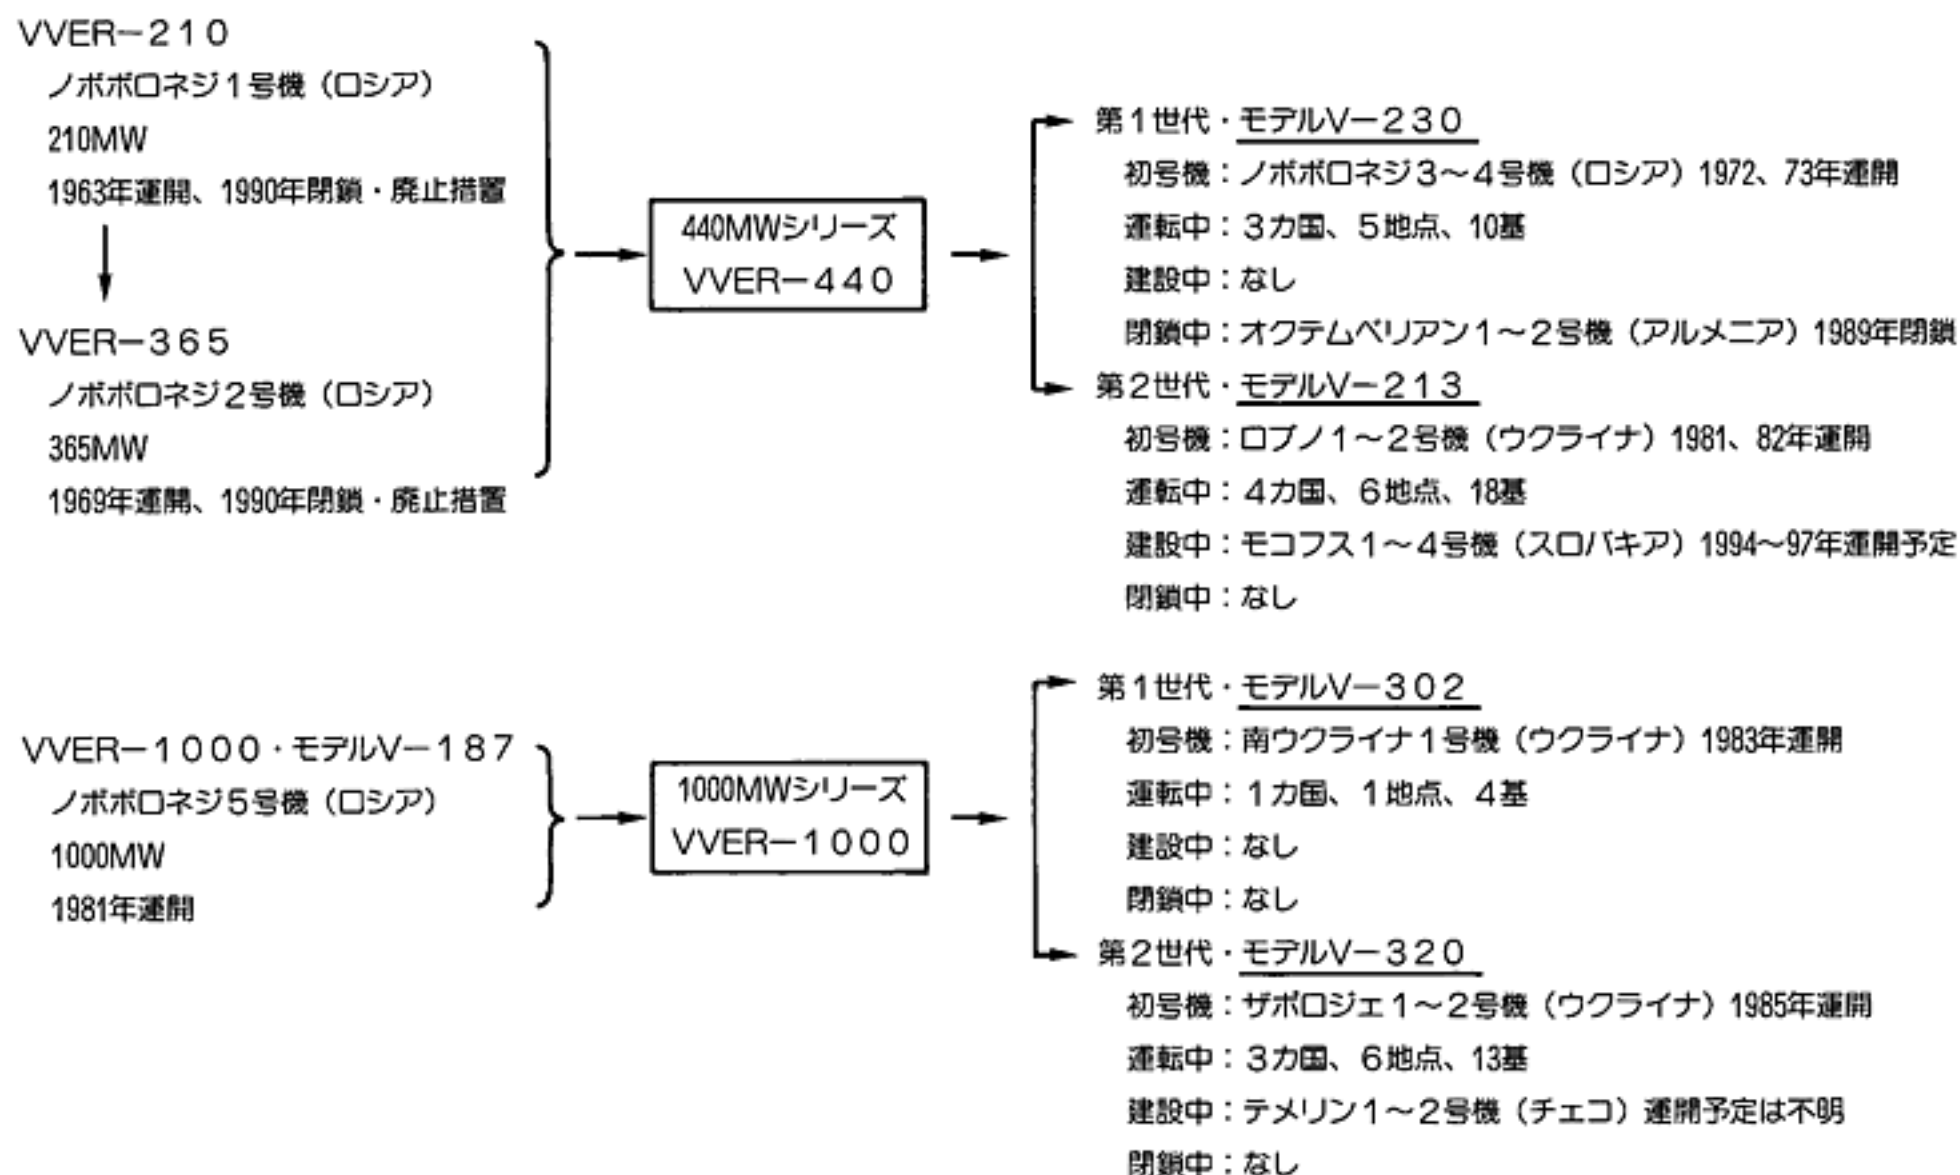 VVER－210
ノボボロネジ1号機（ロシア）
210MW
1963年運開、1990年閉鎖・廃止措置
VVER－365
ノボボロネジ2号機（ロシア）
365MW
1969年運開、1990年閉鎖・廃止措置
440MWシリーズ
VVER－440
第1世代・モデルV－230
初号機：ノボボロネジ3～4号機（ロシア）1972、73年運開
運転中：3カ国、5地点、10基
建設中：なし
閉鎖中：オクテムベリアン1～2号機（アルメニア）1989年閉鎖
第2世代・モデルV－213
初号機：ロブノ1～2号機（ウクライナ）1981、82年運開
運転中：4カ国、6地点、18基
建設中：モコフス1～4号機（スロバキア）1994～97年運開予定
閉鎖中：なし
VVER－1000・モデルV－187
ノボボロネジ5号機（ロシア）
1000MW
1981年運開
1000MWシリーズ
VVER－1000
第1世代・モデルV－302
初号機：南ウクライナ1号機（ウクライナ）1983年運開
運転中：1カ国、1地点、4基
建設中：なし
閉鎖中：なし
第2世代・モデルV－320
初号機：ザポロジェ1～2号機（ウクライナ）1985年運開
運転中：3カ国、6地点、13基
建設中：テメリン1～2号機（チェコ）運開予定は不明
閉鎖中：なし